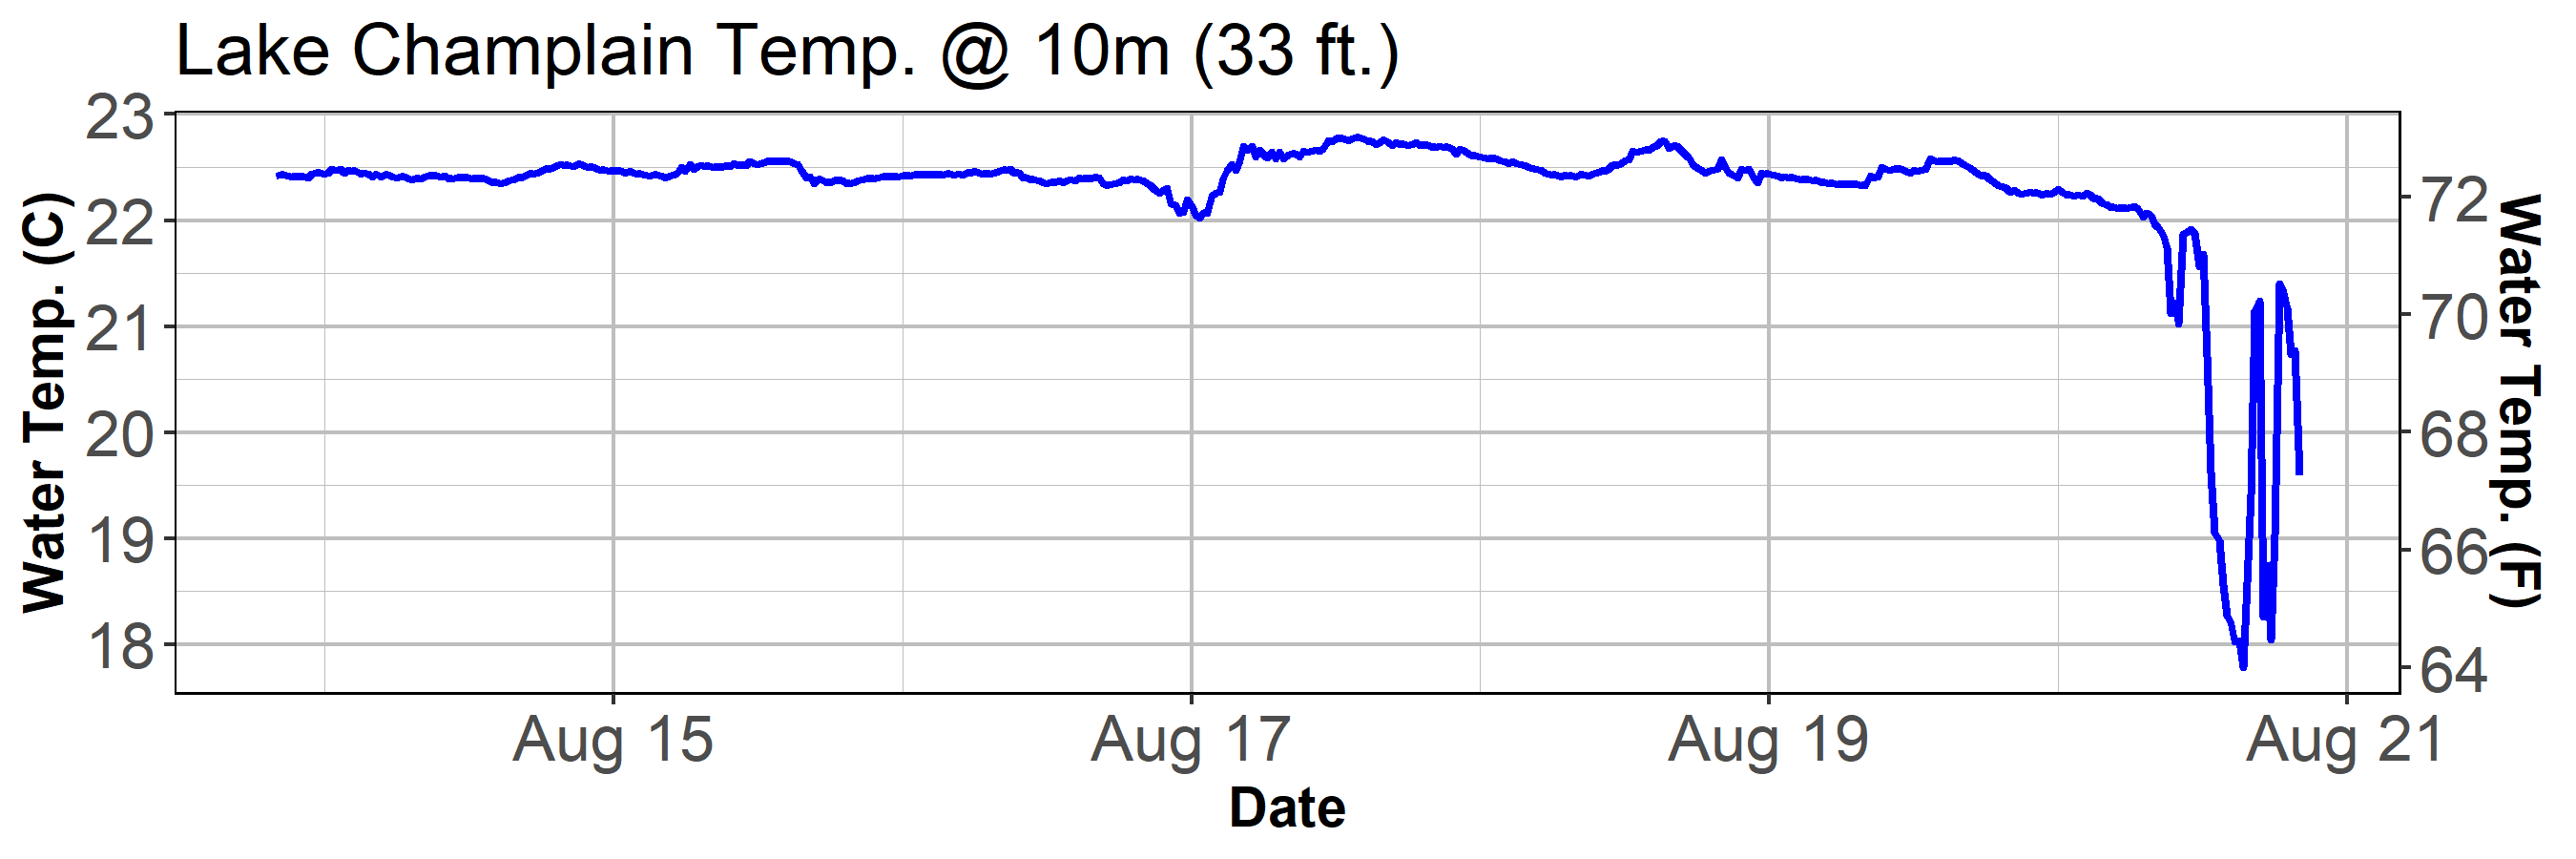 Lake Champlain Temp. @ 10m (33 ft.)
Water Temp. (C)
23
22
21
20
19
18
72
70
68
66
64
Water Temp. (F)
Aug 15 Aug 17 Aug 19 Aug 21
Date